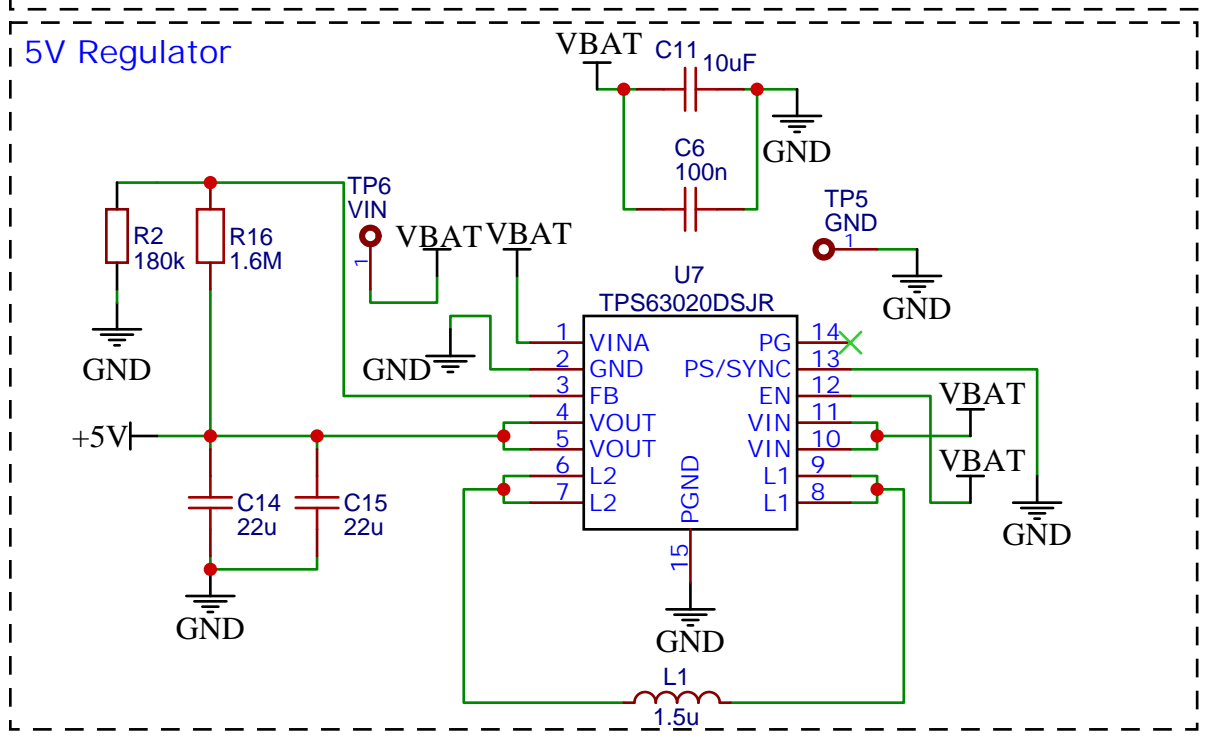 5V Regulator
VBAT
C11
10uF
GND
C6
100n
TP6
VIN
1
VBAT
VBAT
TP5
GND
1
GND
R2
180k
R16
1.6M
GND
U7
TPS63020DSJR
GND
1 VINA
2 GND
3 FB
4 VOUT
5 VOUT
6 L2
7 L2
PG 14
PS/SYNC 13
EN 12
VIN 11
VIN 10
L1 9
L1 8
PGND
15
VBAT
VBAT
GND
+5V
C14
22u
C15
22u
GND
GND
L1
1.5u